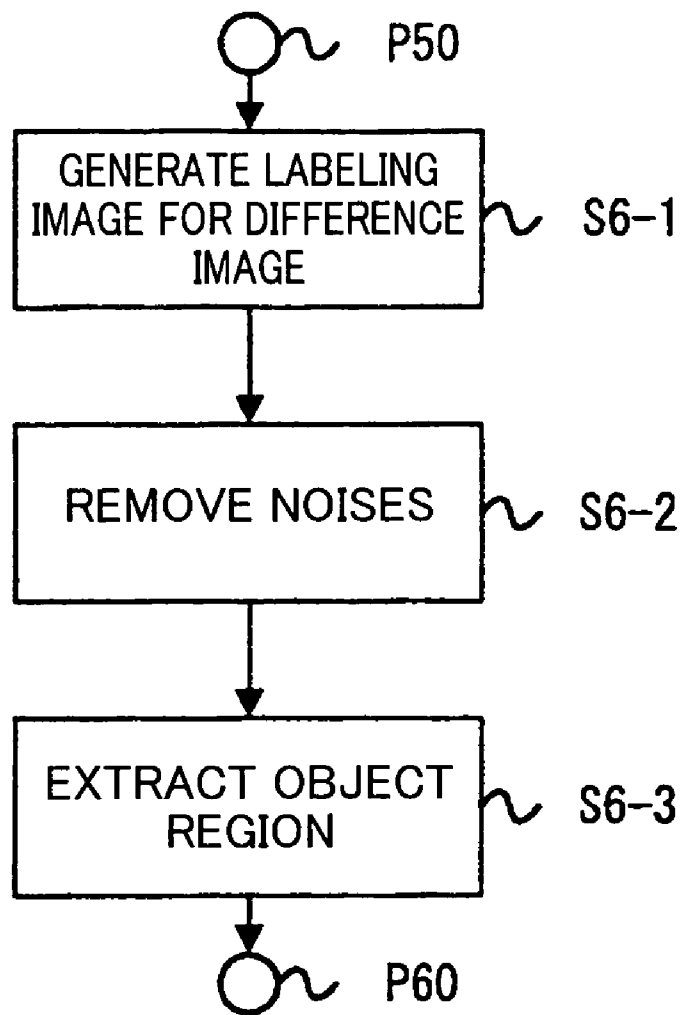 P50
GENERATE LABELING
IMAGE FOR DIFFERENCE
IMAGE
S6-1
REMOVE NOISES
S6-2
EXTRACT OBJECT
REGION
S6-3
P60